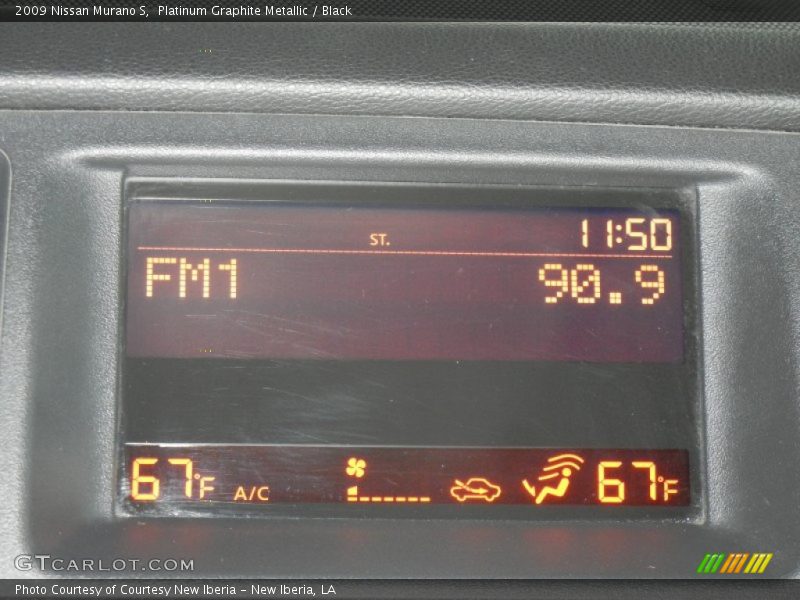 2009 Nissan Murano S,  Platinum Graphite Metallic / Black
ST. 11:50
FM1 90.9
67°F A/C 67°F
GTCARLOT.COM
Photo Courtesy of Courtesy New Iberia - New Iberia, LA